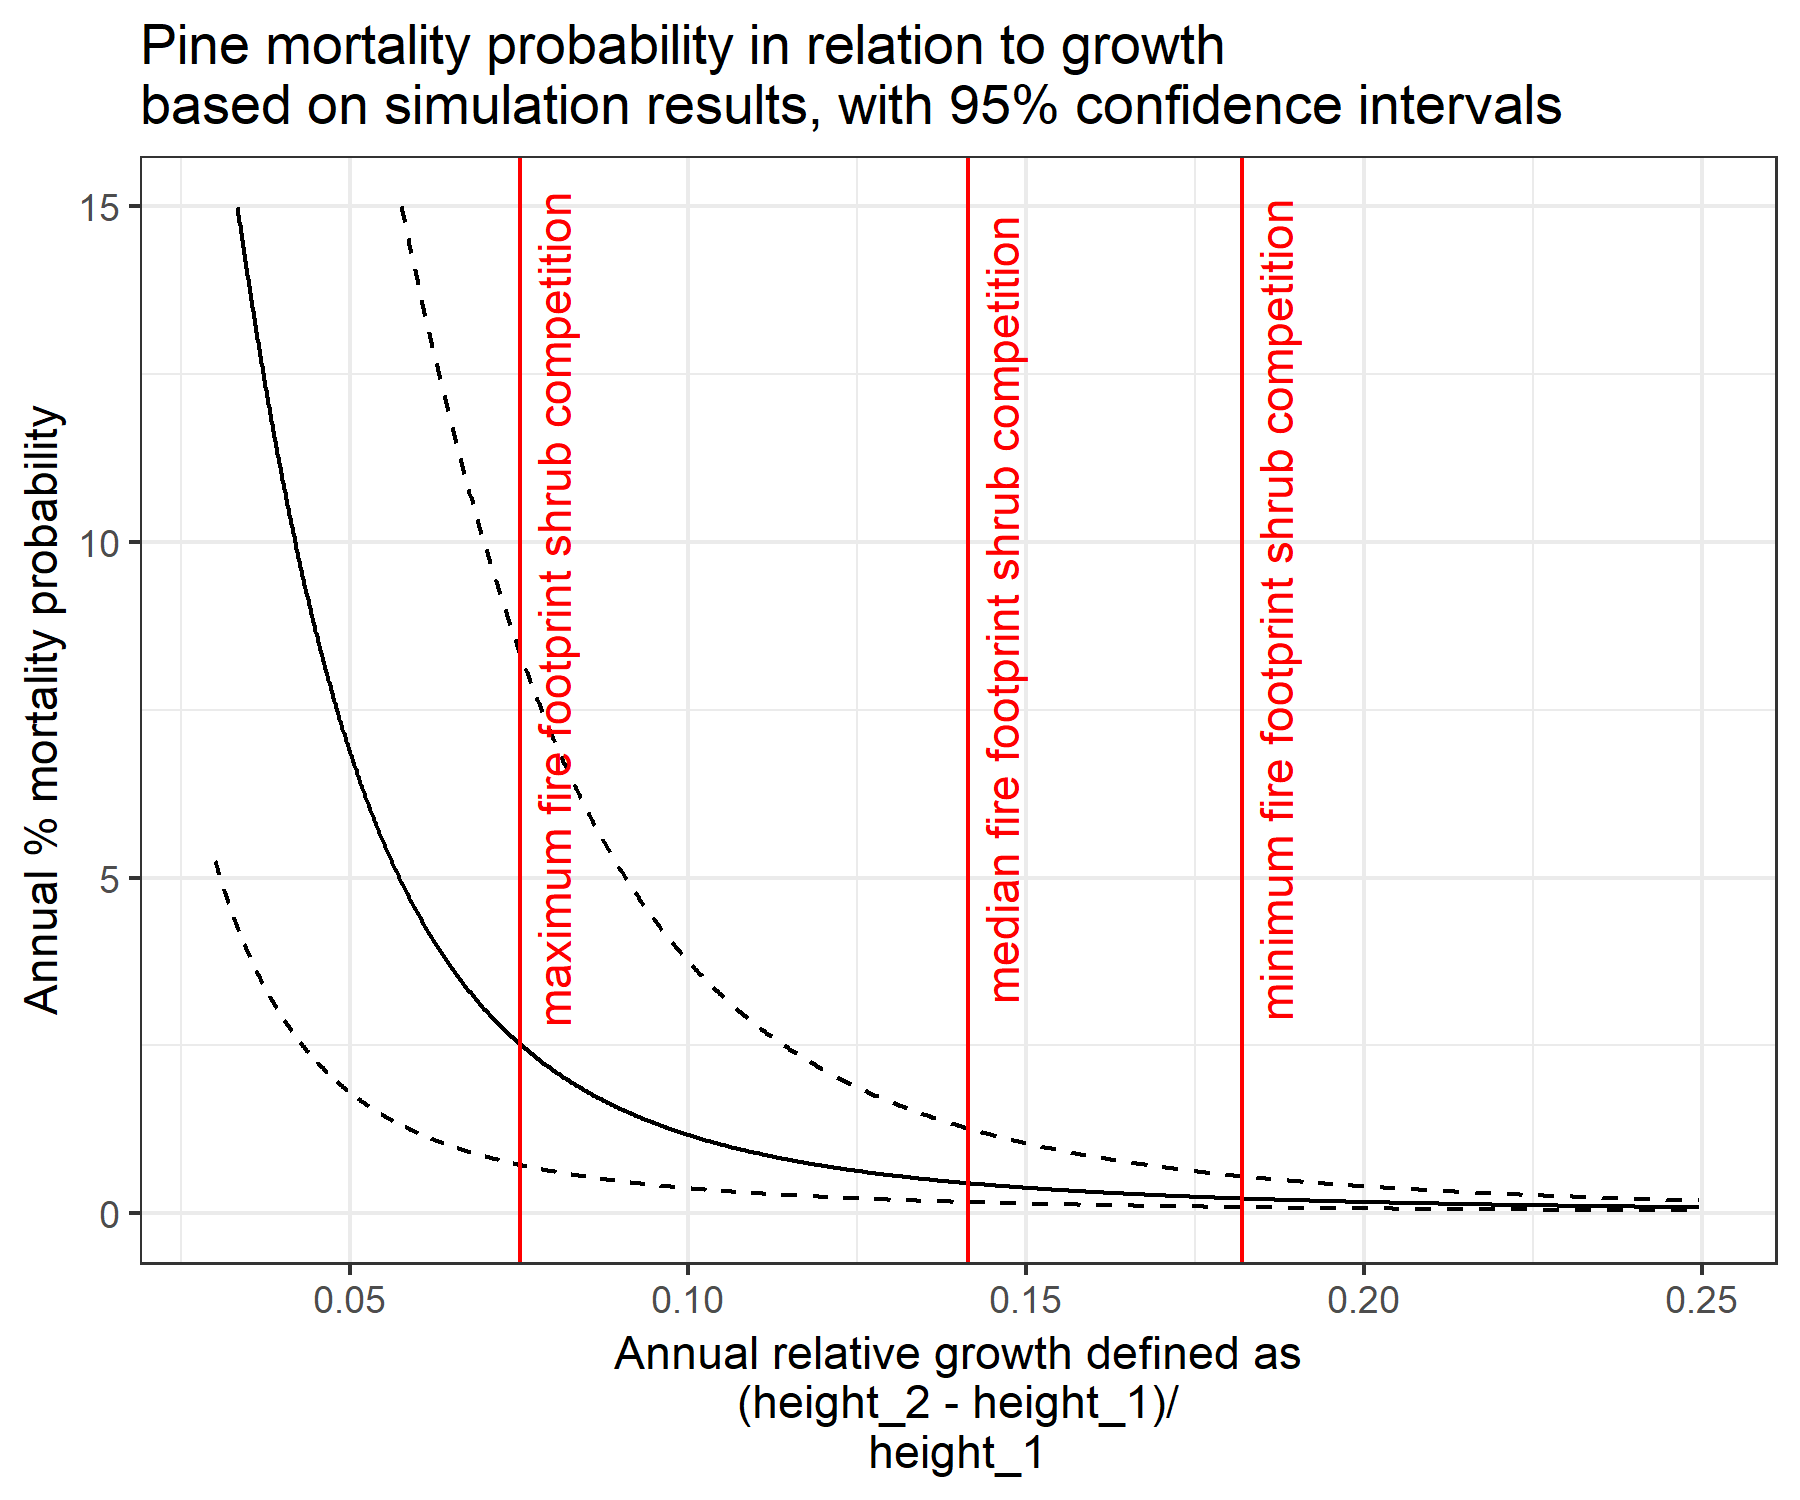 Pine mortality probability in relation to growth
based on simulation results, with 95% confidence intervals
Annual % mortality probability
15
10
5
0
maximum fire footprint shrub competition
median fire footprint shrub competition
minimum fire footprint shrub competition
0.05
0.10
0.15
0.20
0.25
Annual relative growth defined as
(height_2 - height_1)/
height_1